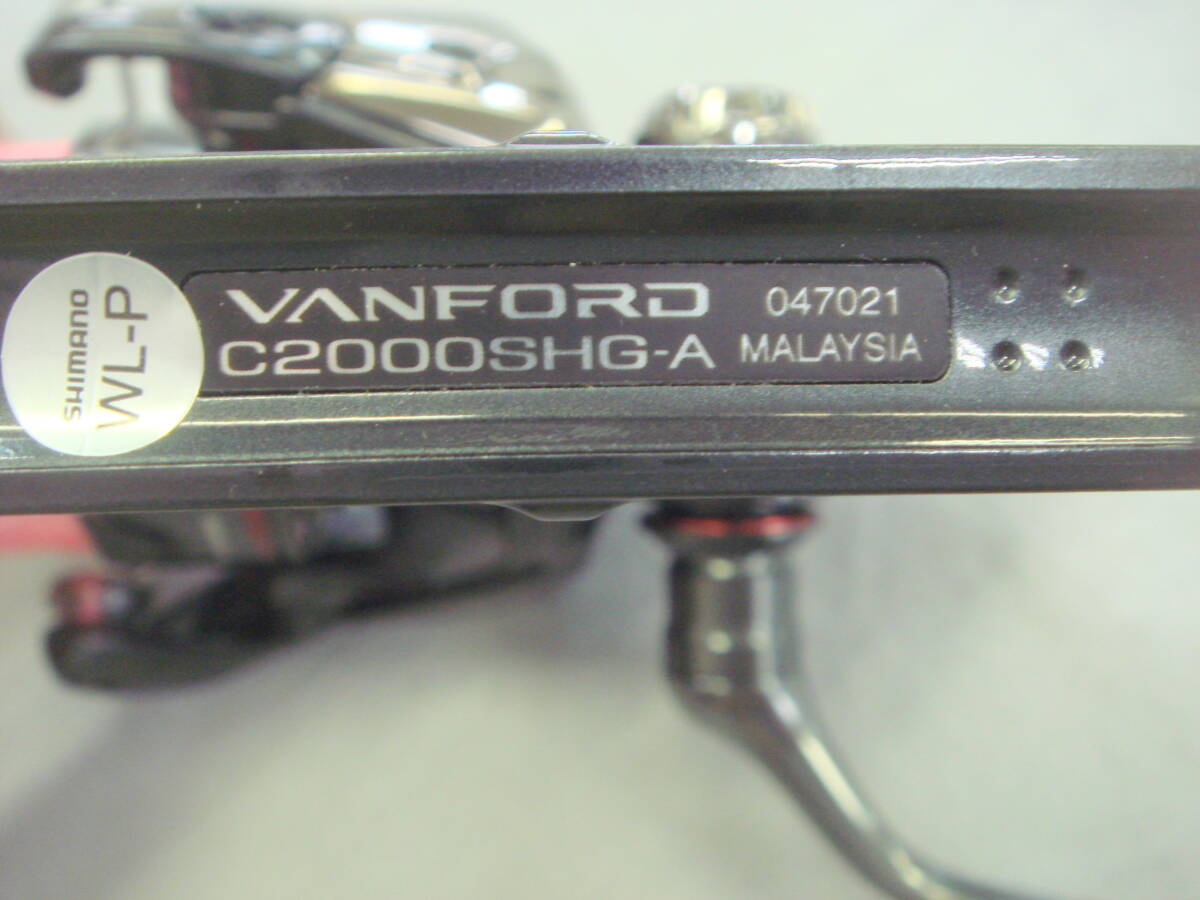 SHIMANO
WL-P
VANFORD 047021
C2000SHG-A MALAYSIA